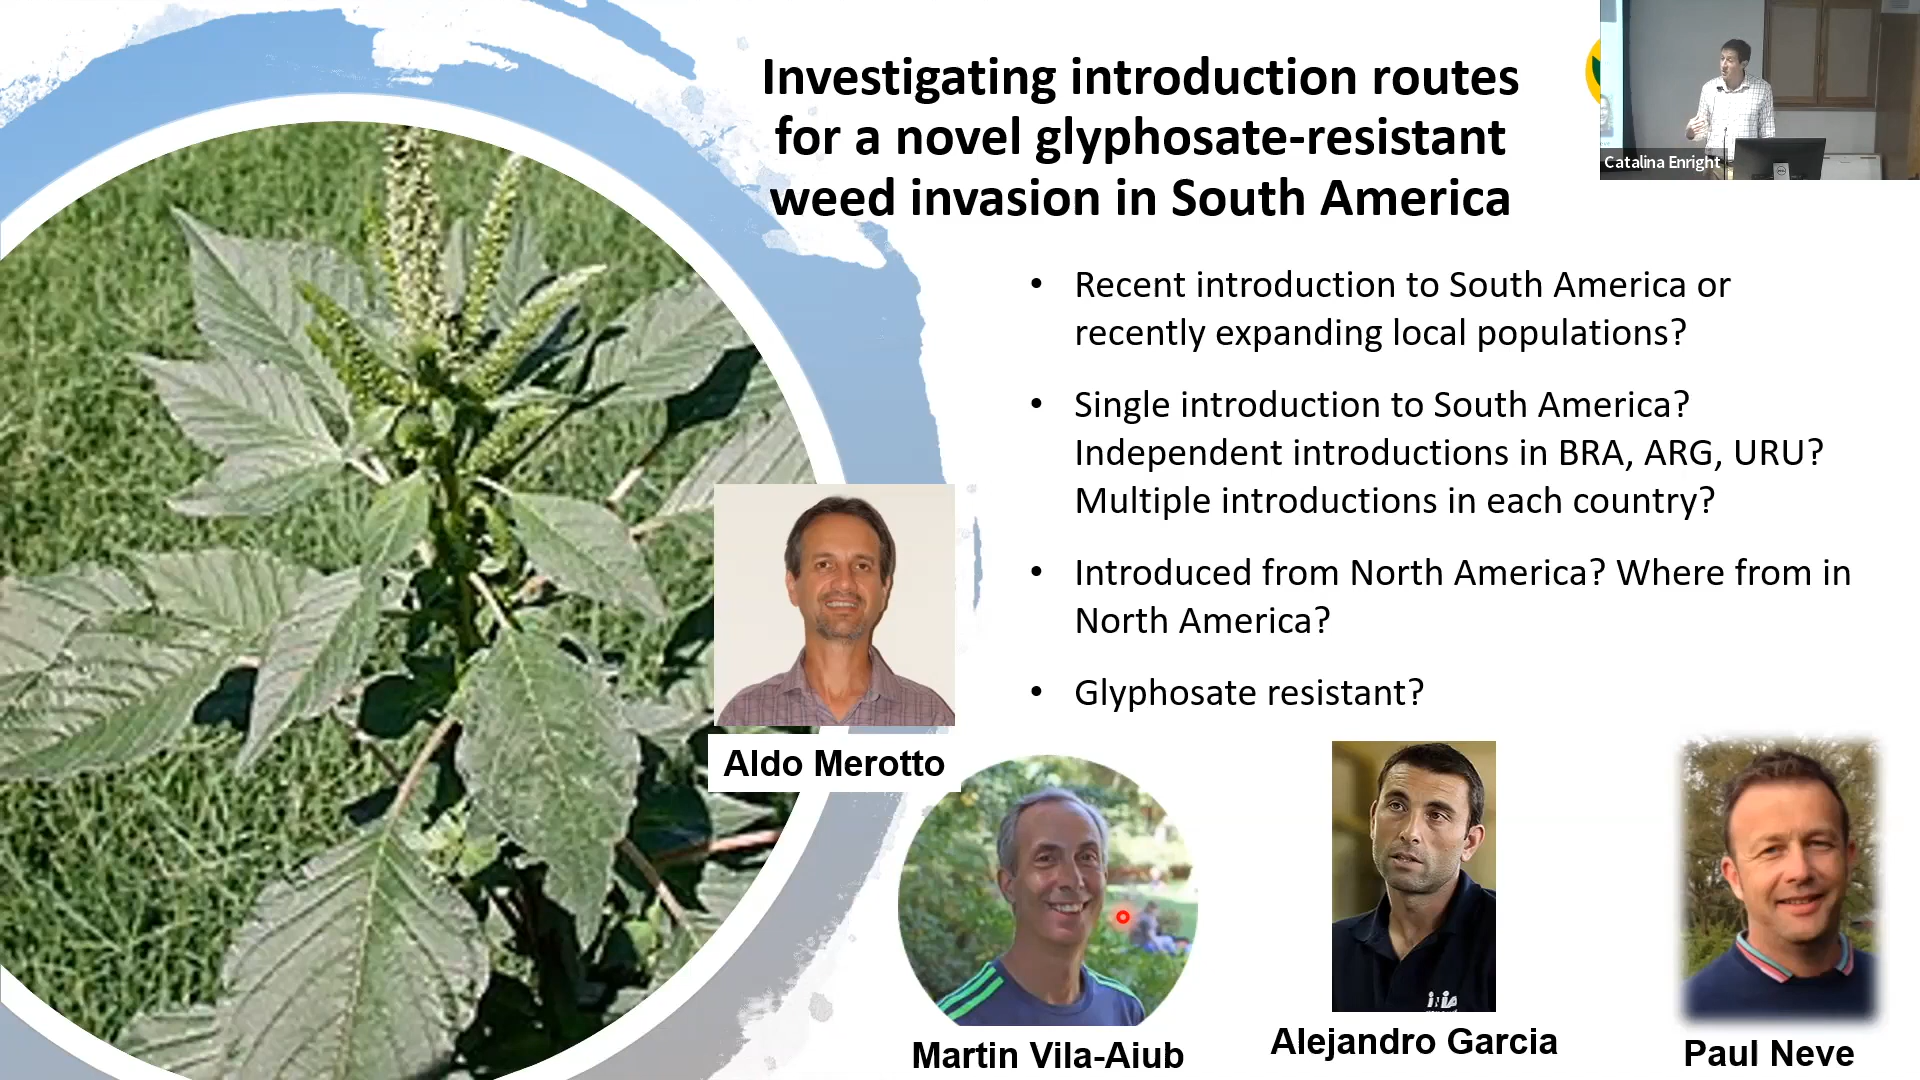 Investigating introduction routes
for a novel glyphosate-resistant
weed invasion in South America
Catalina Enright
• Recent introduction to South America or
recently expanding local populations?
• Single introduction to South America?
Independent introductions in BRA, ARG, URU?
Multiple introductions in each country?
• Introduced from North America? Where from in
North America?
• Glyphosate resistant?
Aldo Merotto
Martin Vila-Aiub
Alejandro Garcia
Paul Neve